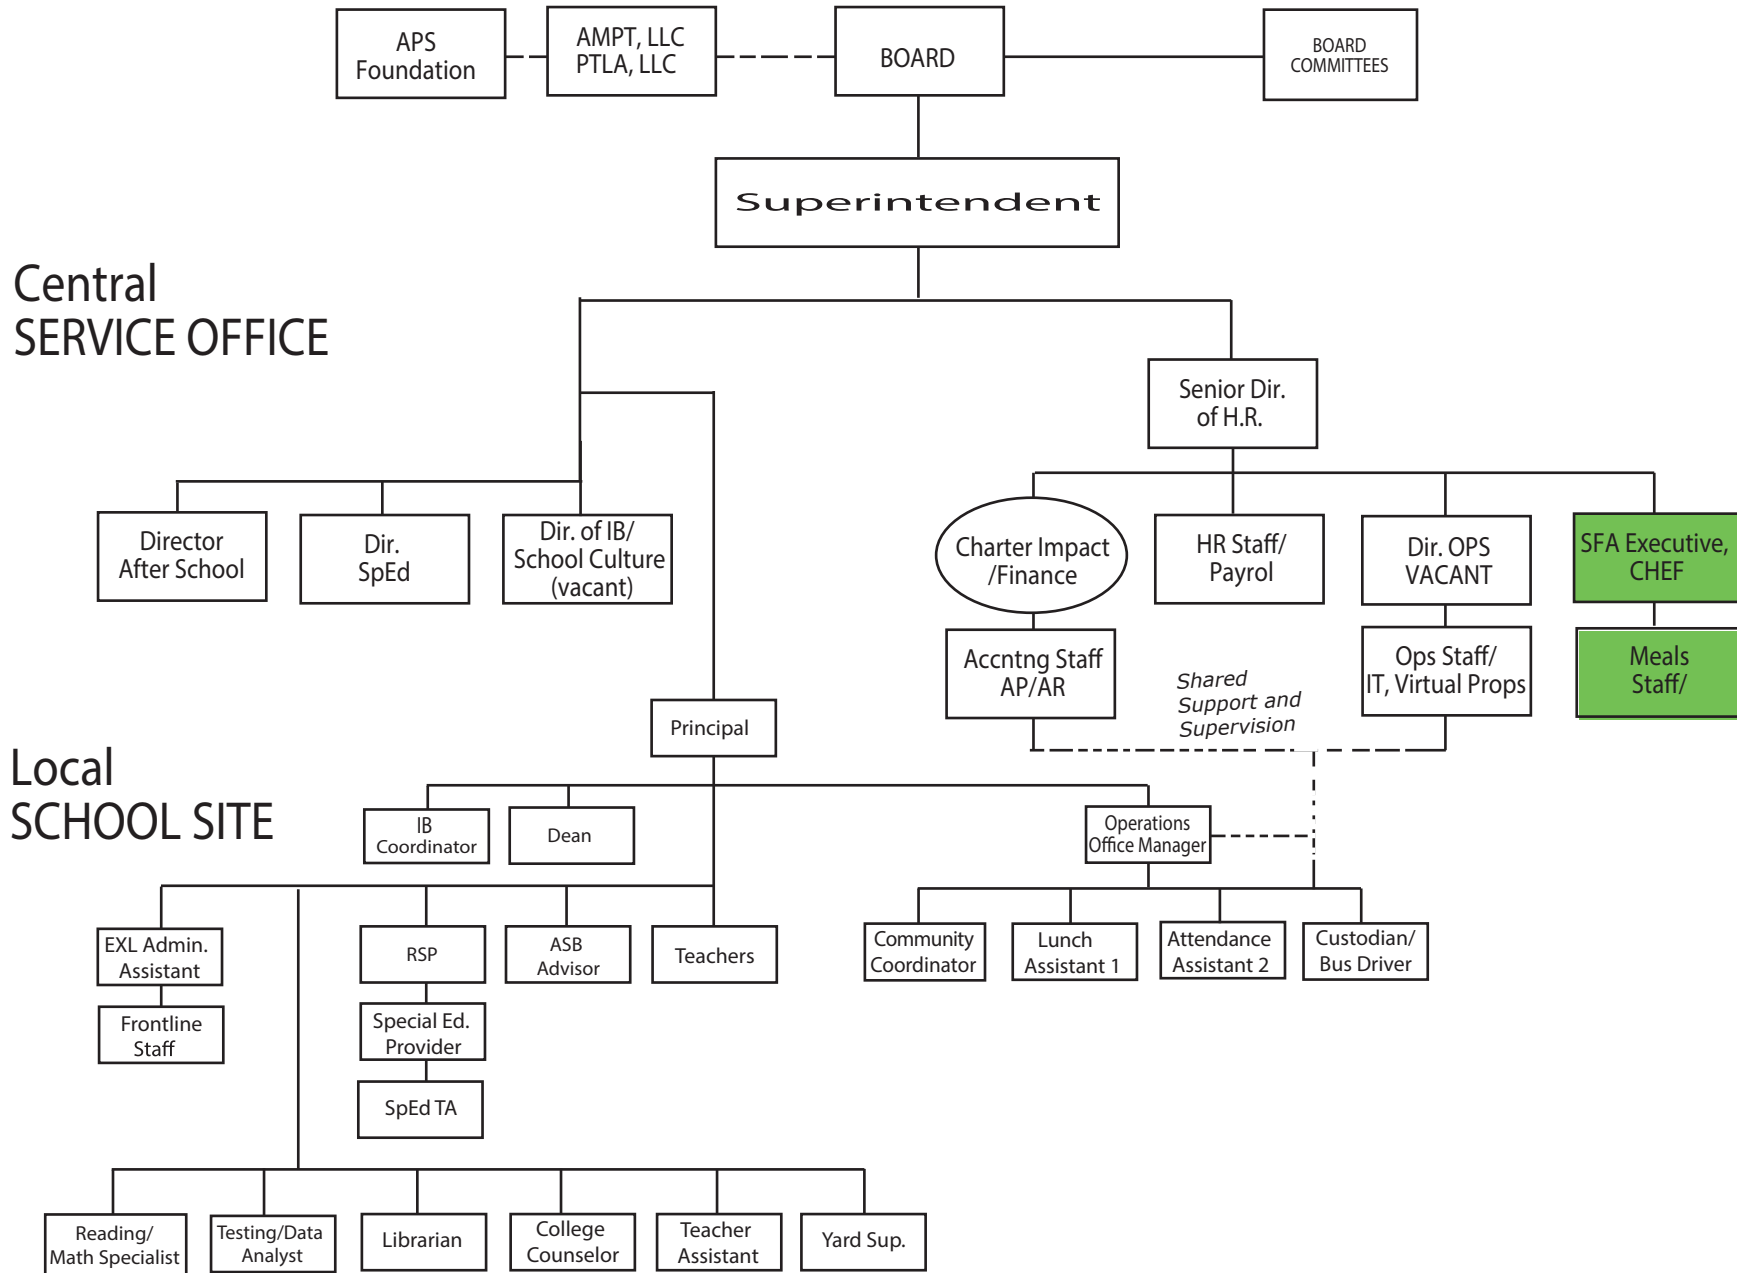 APS
Foundation
AMPT, LLC
PTLA, LLC
BOARD
BOARD
COMMITTEES
Superintendent
Central
SERVICE OFFICE
Senior Dir.
of H.R.
Director
After School
Dir.
SpEd
Dir. of IB/
School Culture
(vacant)
Charter Impact
/Finance
HR Staff/
Payrol
Dir. OPS
VACANT
SFA Executive,
CHEF
Accntng Staff
AP/AR
Shared
Support and
Supervision
Ops Staff/
IT, Virtual Props
Meals
Staff/
Principal
Local
SCHOOL SITE
IB
Coordinator
Dean
Operations
Office Manager
EXL Admin.
Assistant
RSP
ASB
Advisor
Teachers
Community
Coordinator
Lunch
Assistant 1
Attendance
Assistant 2
Custodian/
Bus Driver
Frontline
Staff
Special Ed.
Provider
SpEd TA
Reading/
Math Specialist
Testing/Data
Analyst
Librarian
College
Counselor
Teacher
Assistant
Yard Sup.